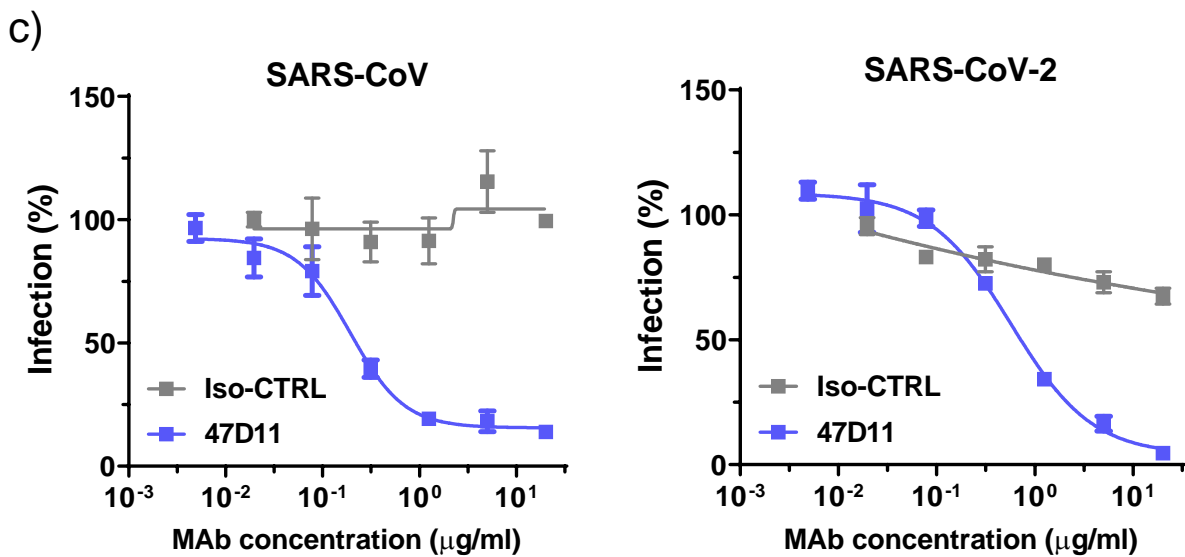 c)
SARS-CoV
Infection (%)
150
100
50
0
Iso-CTRL
47D11
10⁻³ 10⁻² 10⁻¹ 10⁰ 10¹
MAb concentration (μg/ml)
SARS-CoV-2
Infection (%)
150
100
50
0
Iso-CTRL
47D11
10⁻³ 10⁻² 10⁻¹ 10⁰ 10¹
MAb concentration (μg/ml)